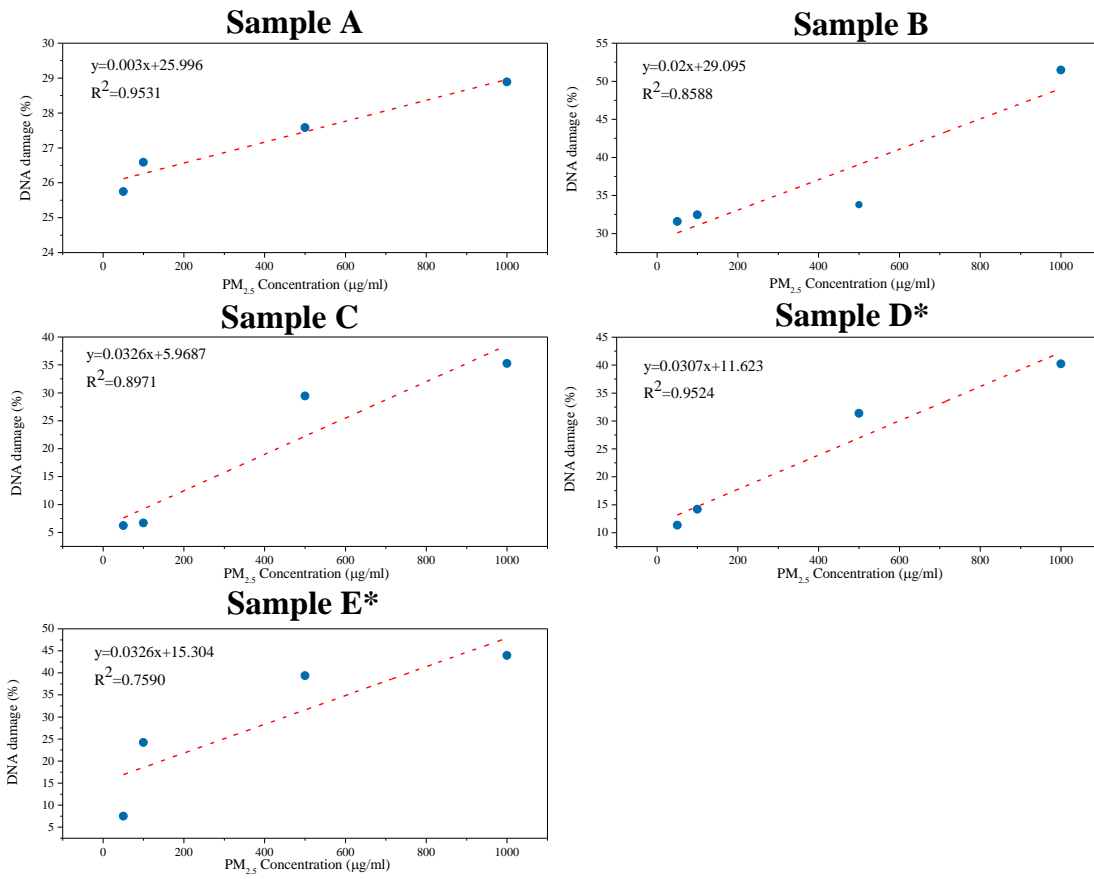 Sample A
y=0.003x+25.996
R²=0.9531
30
29
28
27
26
25
24
DNA damage (%)
0 200 400 600 800 1000
PM₂.₅ Concentration (μg/ml)
Sample B
y=0.02x+29.095
R²=0.8588
55
50
45
40
35
30
DNA damage (%)
0 200 400 600 800 1000
PM₂.₅ Concentration (μg/ml)
Sample C
y=0.0326x+5.9687
R²=0.8971
40
35
30
25
20
15
10
5
DNA damage (%)
0 200 400 600 800 1000
PM₂.₅ Concentration (μg/ml)
Sample D*
y=0.0307x+11.623
R²=0.9524
45
40
35
30
25
20
15
10
DNA damage (%)
0 200 400 600 800 1000
PM₂.₅ Concentration (μg/ml)
Sample E*
y=0.0326x+15.304
R²=0.7590
50
45
40
35
30
25
20
15
10
5
DNA damage (%)
0 200 400 600 800 1000
PM₂.₅ Concentration (μg/ml)